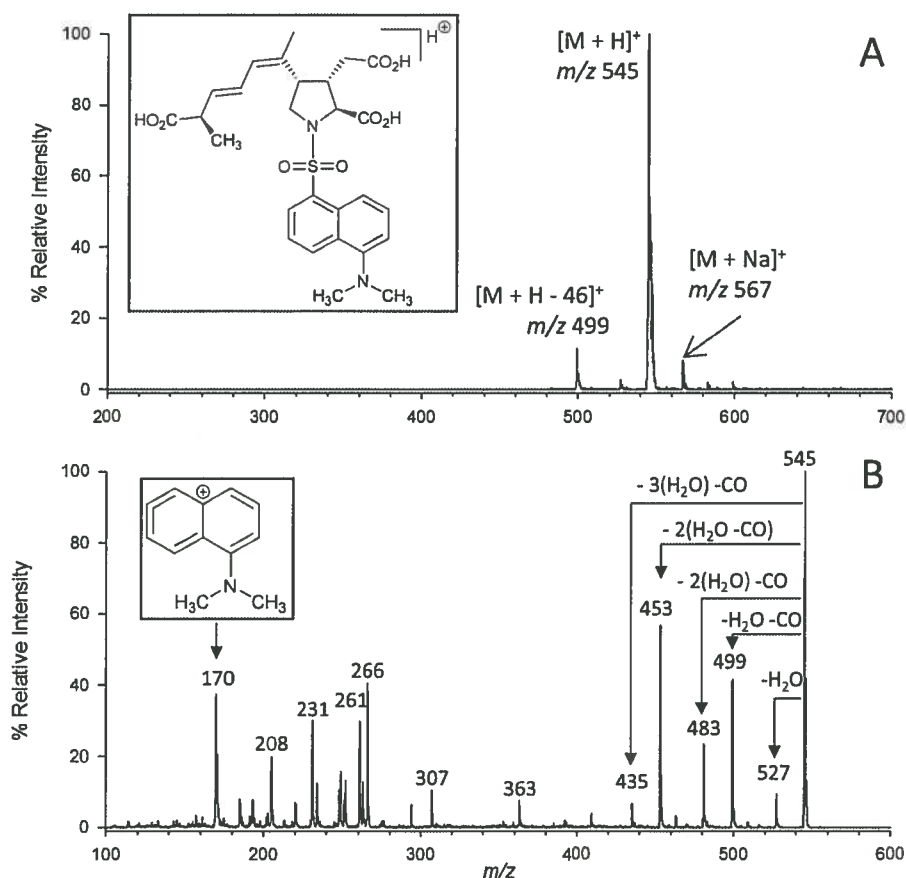 A
% Relative Intensity
100
80
60
40
20
0
200 300 400 500 600 700
H⊕
CO₂H
HO₂C
CH₃
N
CO₂H
O=S=O
N
H₃C CH₃
[M + H]⁺
m/z 545
[M + H - 46]⁺
m/z 499
[M + Na]⁺
m/z 567
B
% Relative Intensity
100
80
60
40
20
0
⊕
N
H₃C CH₃
545
- 3(H₂O) -CO
- 2(H₂O -CO)
453
- 2(H₂O) -CO
-H₂O -CO
499
-H₂O
170
208
231
261
266
307
363
435
483
527
100 200 300 400 500 600
m/z